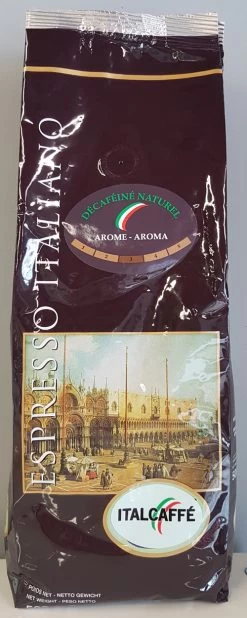 DÉCAFÉINÉ NATUREL
AROME - AROMA
1 2 3 4 5
ESPRESSO ITALIANO
ITALCAFFÉ
POIDS NET - NETTO GEWICHT
NET WEIGHT - PESO NETTO